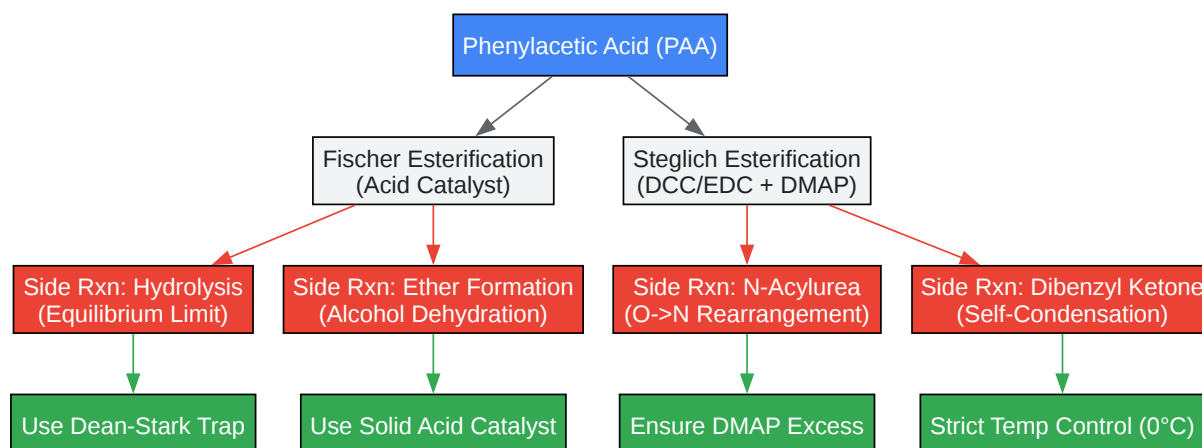 Phenylacetic Acid (PAA)
Fischer Esterification
(Acid Catalyst)
Steglich Esterification
(DCC/EDC + DMAP)
Side Rxn: Hydrolysis
(Equilibrium Limit)
Side Rxn: Ether Formation
(Alcohol Dehydration)
Side Rxn: N-Acylurea
(O->N Rearrangement)
Side Rxn: Dibenzyl Ketone
(Self-Condensation)
Use Dean-Stark Trap
Use Solid Acid Catalyst
Ensure DMAP Excess
Strict Temp Control (0°C)